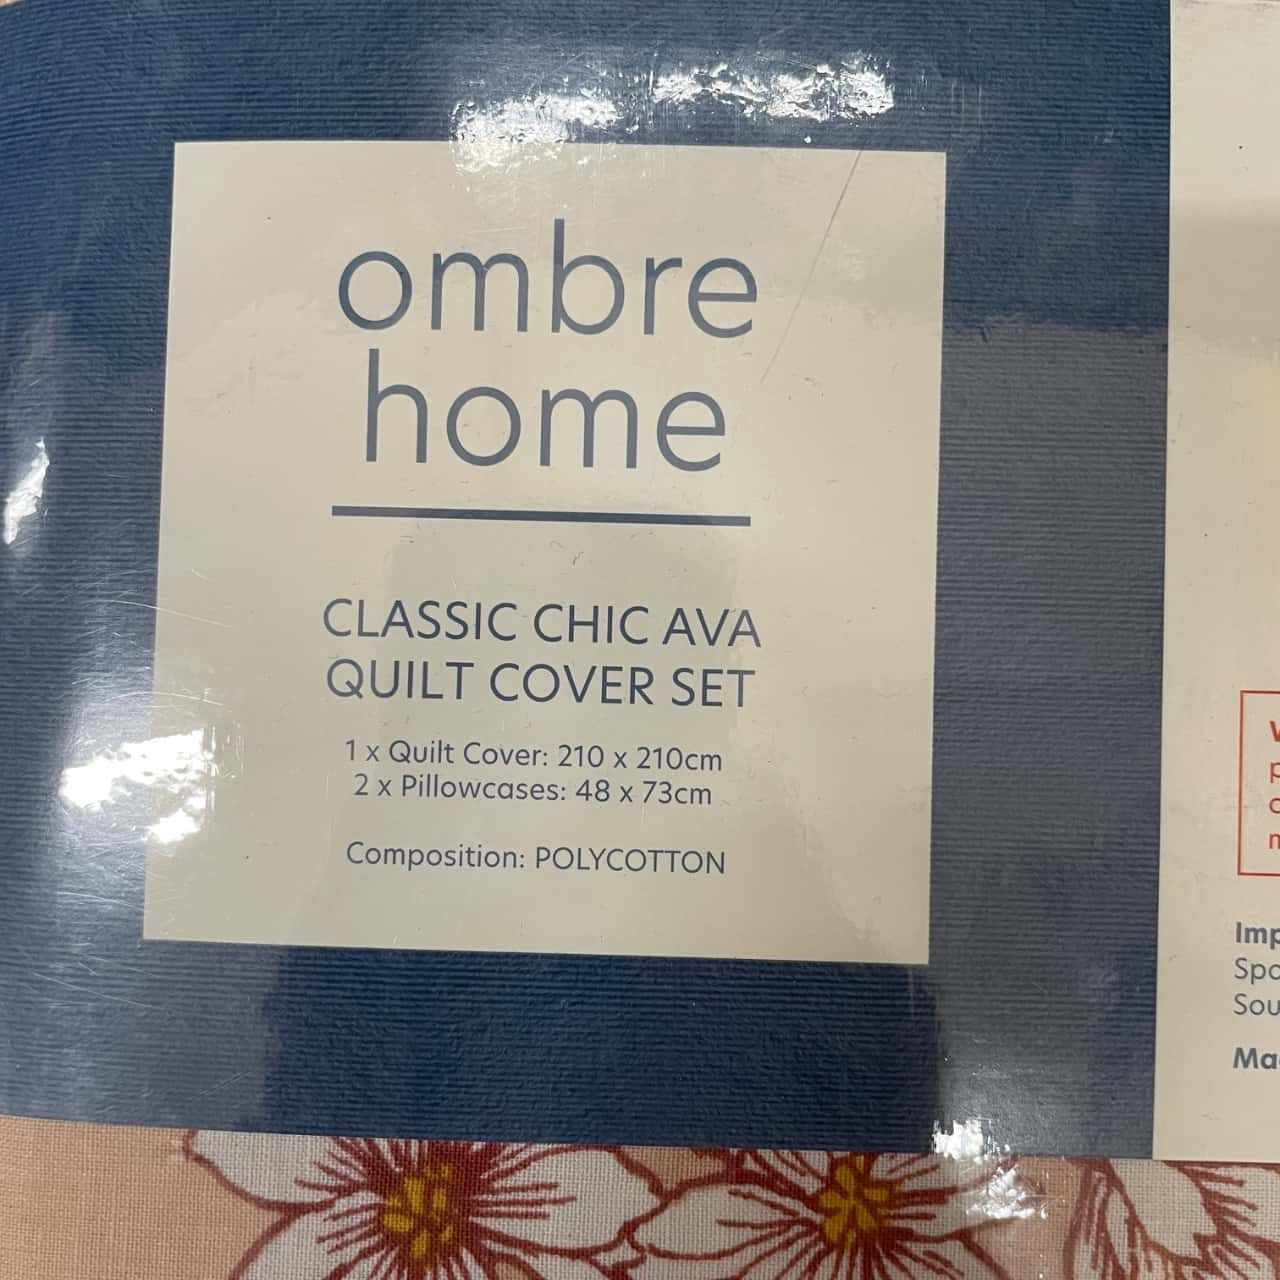 ombre
home
CLASSIC CHIC AVA
QUILT COVER SET
1 x Quilt Cover: 210 x 210cm
2 x Pillowcases: 48 x 73cm
Composition: POLYCOTTON